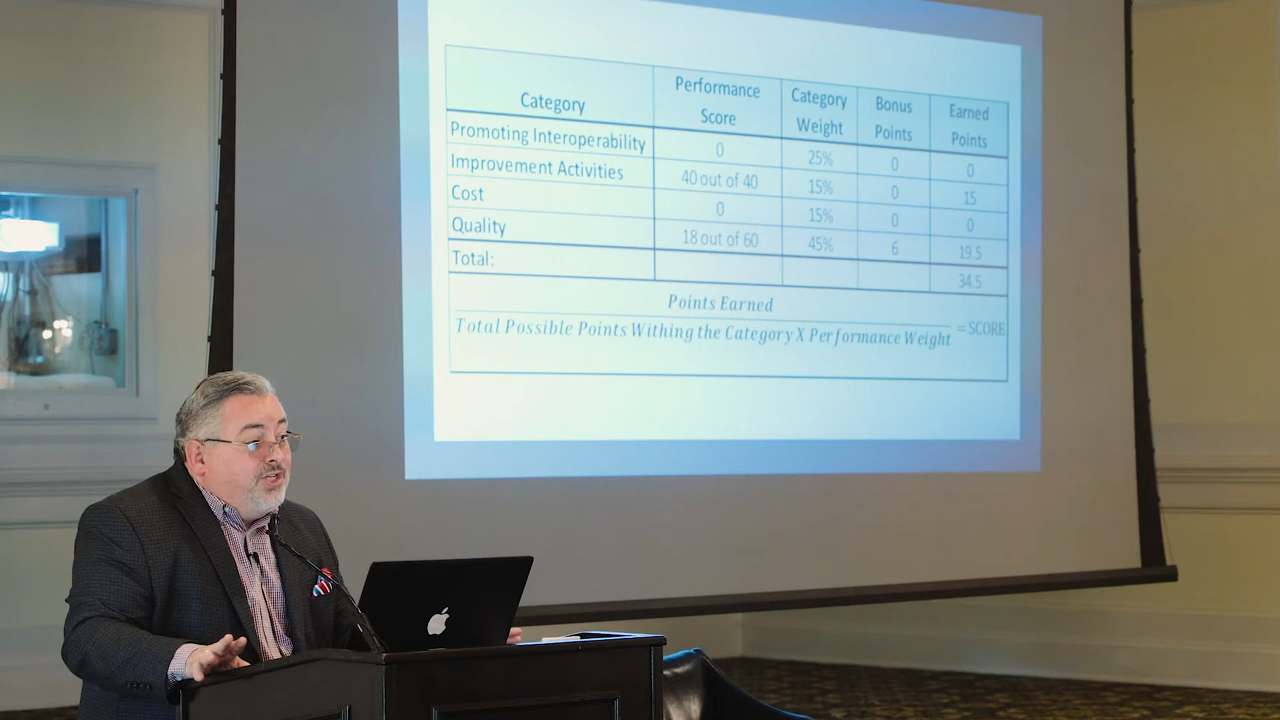 Category Performance Score Category Weight Bonus Points Earned Points
Promoting Interoperability 0 25% 0 0
Improvement Activities 40 out of 40 15% 0 15
Cost 0 15% 0 0
Quality 18 out of 60 45% 6 19.5
Total: 34.5
Points Earned
Total Possible Points Withing the Category X Performance Weight = SCORE